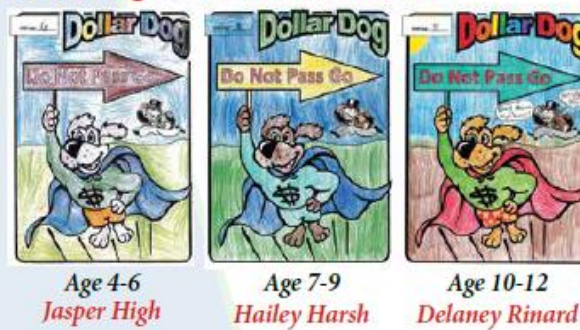 Dollar Dog
Do Not Pass Go
Age 4-6
Jasper High
Dollar Dog
Do Not Pass Go
Age 7-9
Hailey Harsh
Dollar Dog
Do Not Pass Go
Age 10-12
Delaney Rinard